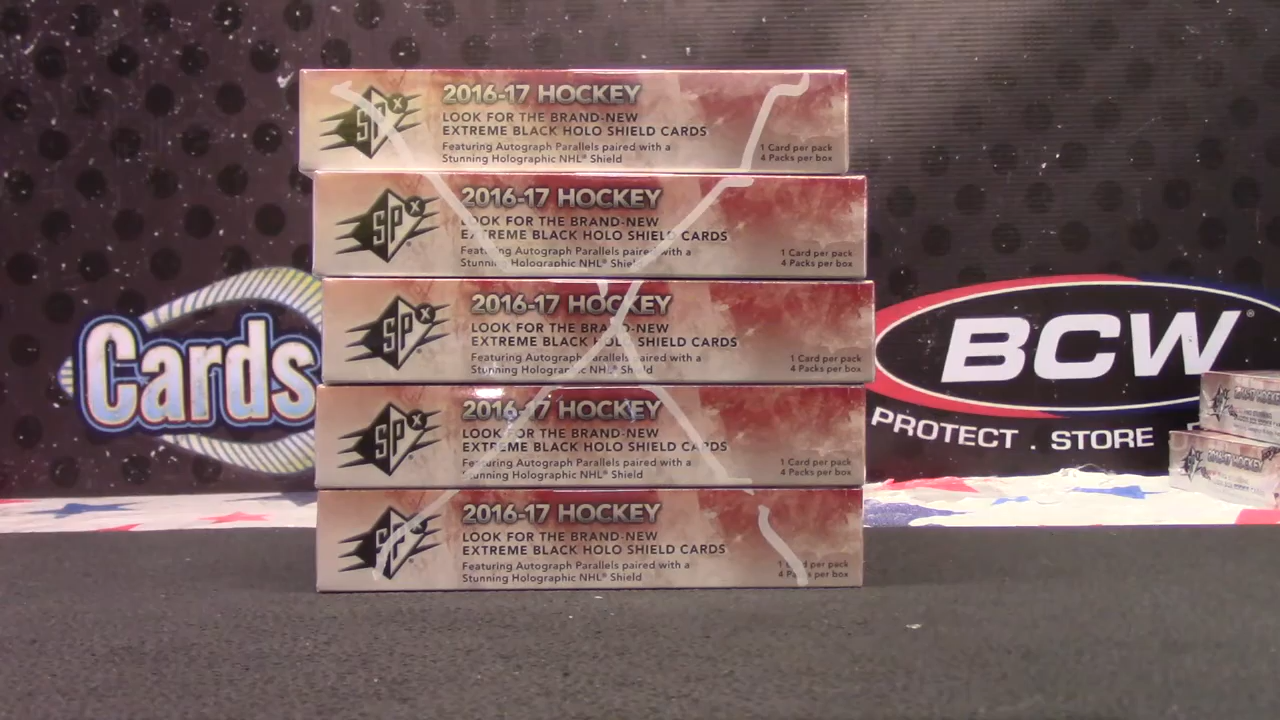 SPx
2016-17 HOCKEY
LOOK FOR THE BRAND-NEW
EXTREME BLACK HOLO SHIELD CARDS
Featuring Autograph Parallels paired with a
Stunning Holographic NHL® Shield
1 Card per pack
4 Packs per box
SPx
2016-17 HOCKEY
LOOK FOR THE BRAND-NEW
EXTREME BLACK HOLO SHIELD CARDS
Featuring Autograph Parallels paired with a
Stunning Holographic NHL® Shield
1 Card per pack
4 Packs per box
SPx
2016-17 HOCKEY
LOOK FOR THE BRAND-NEW
EXTREME BLACK HOLO SHIELD CARDS
Featuring Autograph Parallels paired with a
Stunning Holographic NHL® Shield
1 Card per pack
4 Packs per box
SPx
2016-17 HOCKEY
LOOK FOR THE BRAND-NEW
EXTREME BLACK HOLO SHIELD CARDS
Featuring Autograph Parallels paired with a
Stunning Holographic NHL® Shield
1 Card per pack
4 Packs per box
SPx
2016-17 HOCKEY
LOOK FOR THE BRAND-NEW
EXTREME BLACK HOLO SHIELD CARDS
Featuring Autograph Parallels paired with a
Stunning Holographic NHL® Shield
1 Card per pack
4 Packs per box
Cards
BCW®
PROTECT . STORE